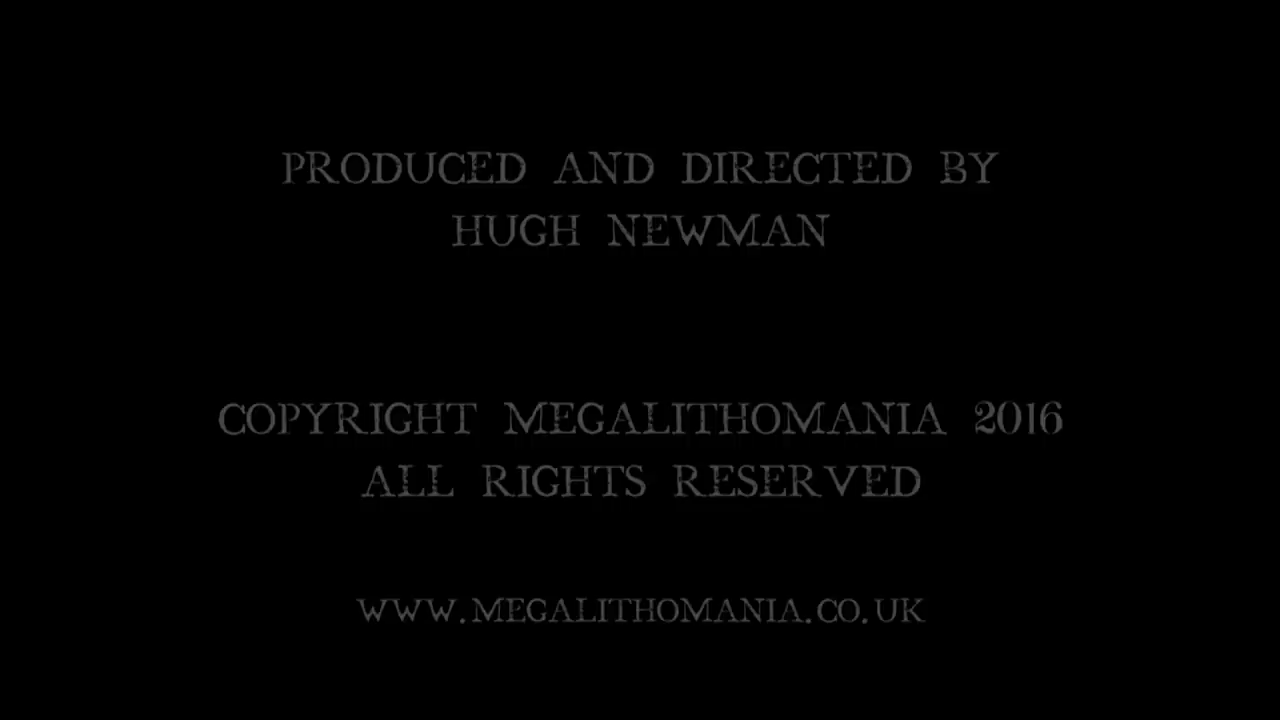 PRODUCED AND DIRECTED BY
HUGH NEWMAN
COPYRIGHT MEGALITHOMANIA 2016
ALL RIGHTS RESERVED
WWW.MEGALITHOMANIA.CO.UK